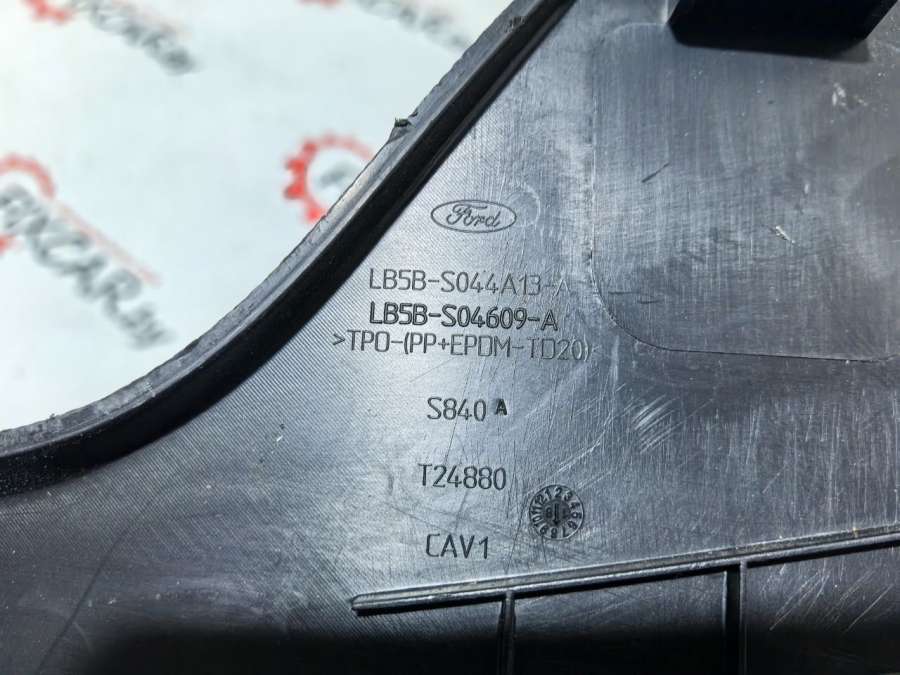 Ford
LB5B-S044A13-A
LB5B-S04609-A
>TPO-(PP+EPDM-TD20)<
S840 A
T24880
CAV1